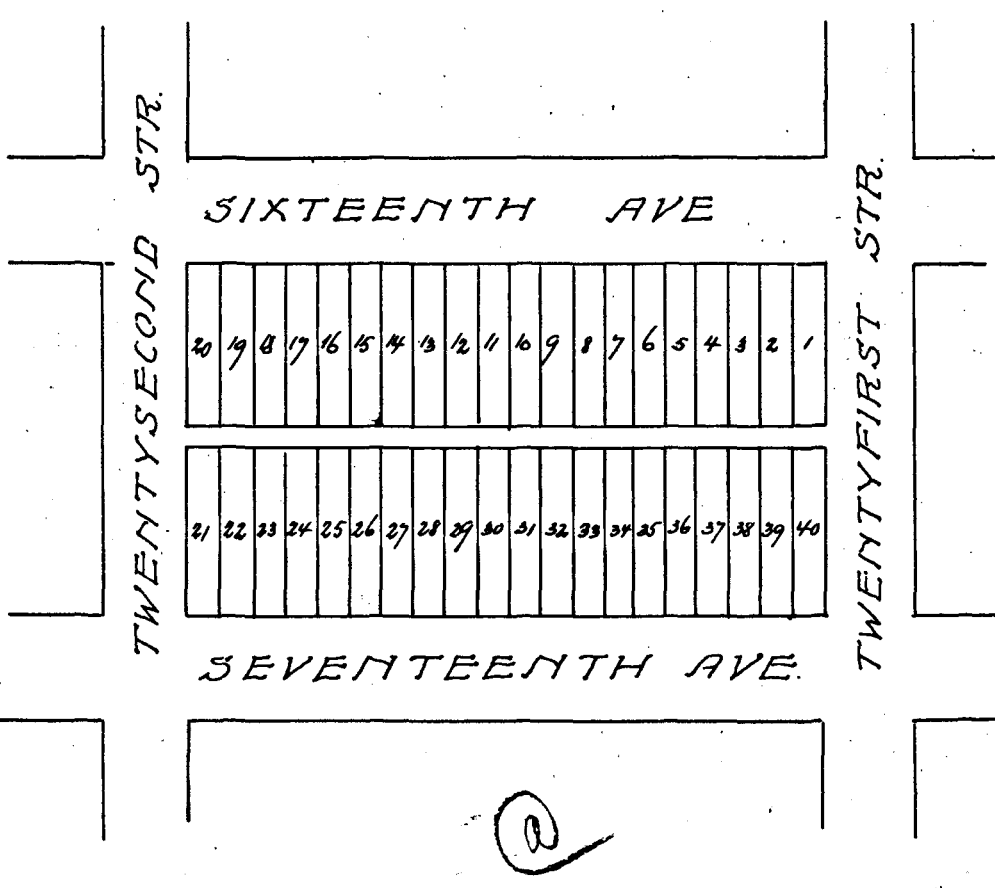 SIXTEENTH AVE
TWENTYSECOND STR.
TWENTYFIRST STR.
20 19 18 17 16 15 14 13 12 11 10 9 8 7 6 5 4 3 2 1
21 22 23 24 25 26 27 28 29 30 31 32 33 34 35 36 37 38 39 40
SEVENTEENTH AVE.
a